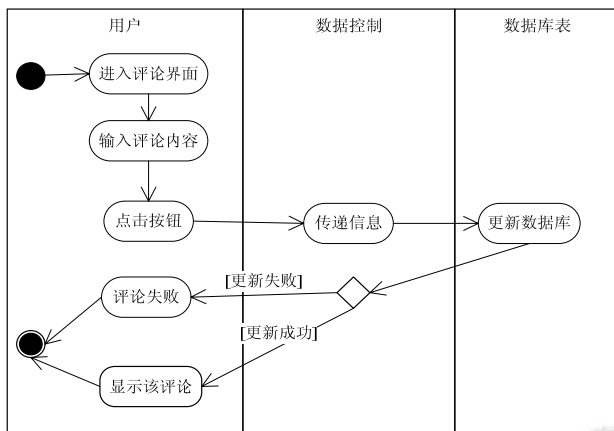 用户
数据控制
数据库表
进入评论界面
输入评论内容
点击按钮
传递信息
更新数据库
[更新失败]
评论失败
[更新成功]
显示该评论